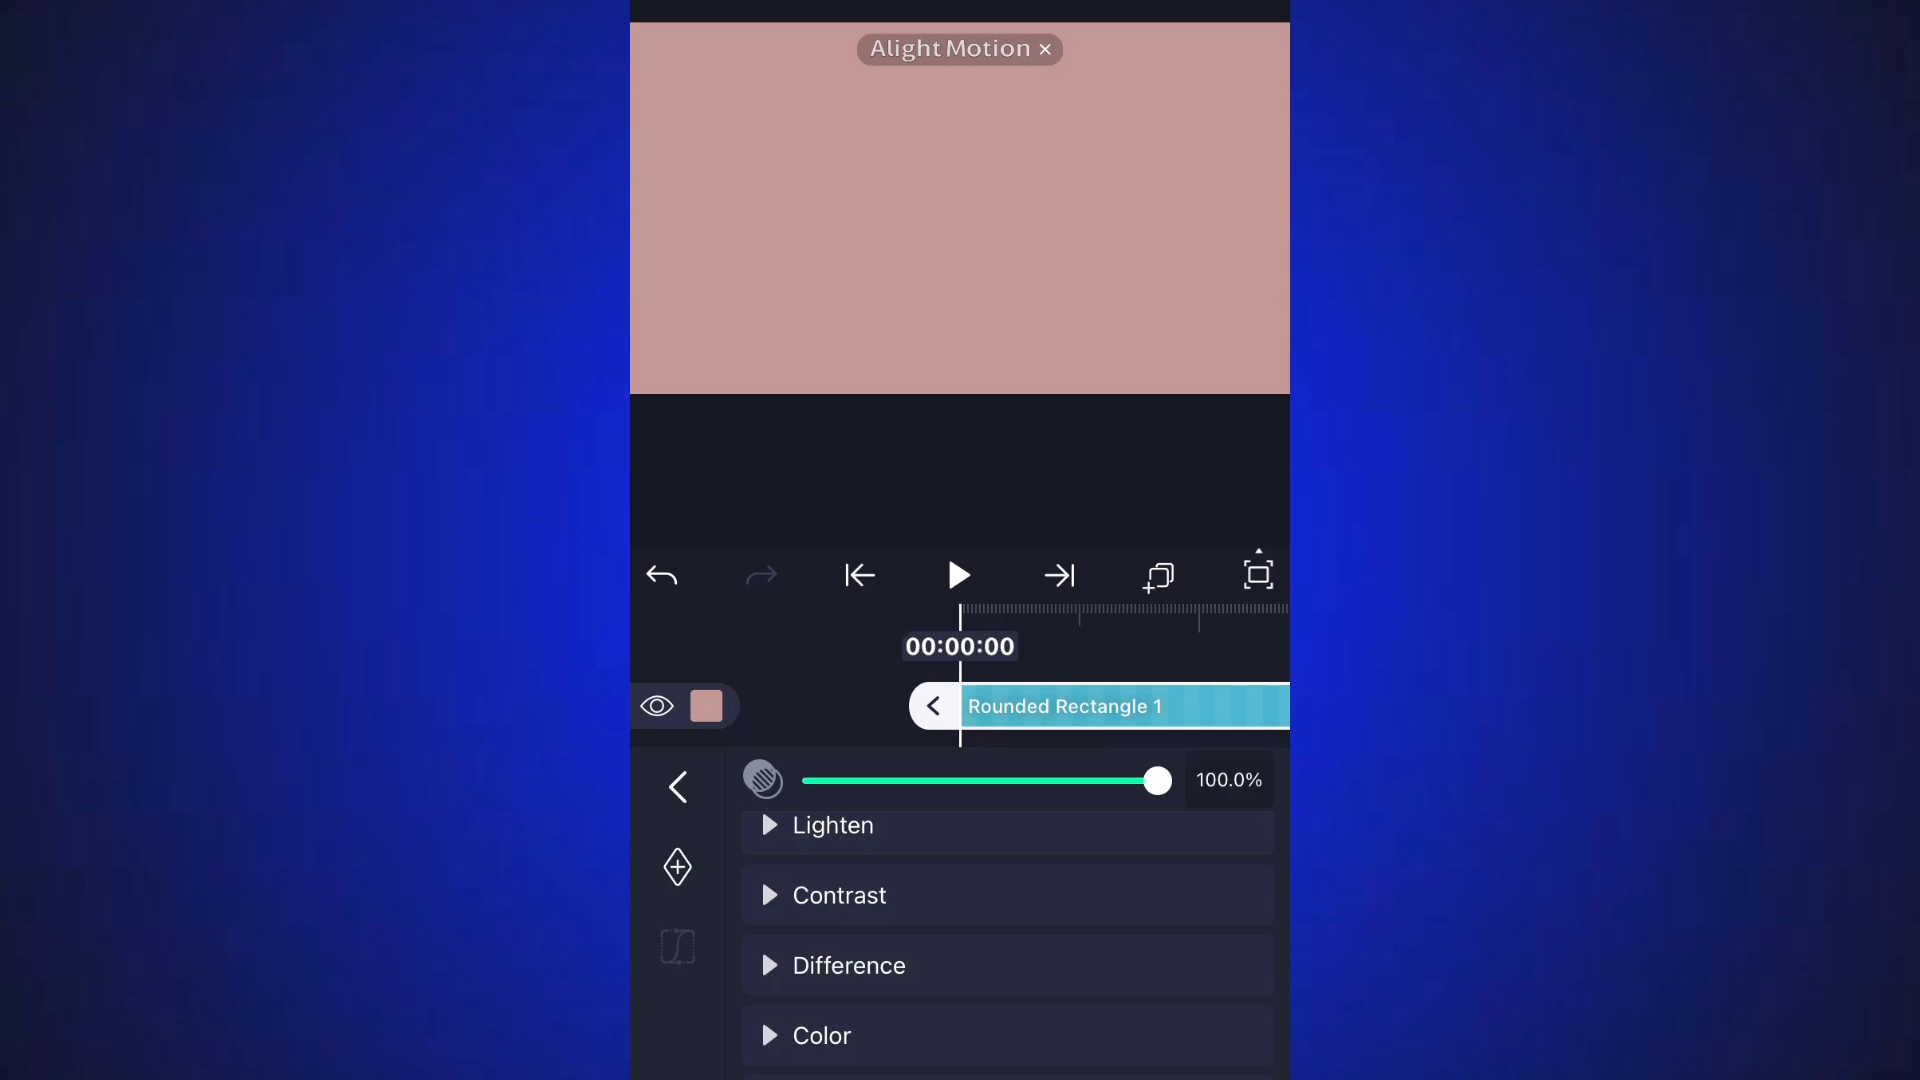 Alight Motion ×
00:00:00
Rounded Rectangle 1
100.0%
Lighten
Contrast
Difference
Color